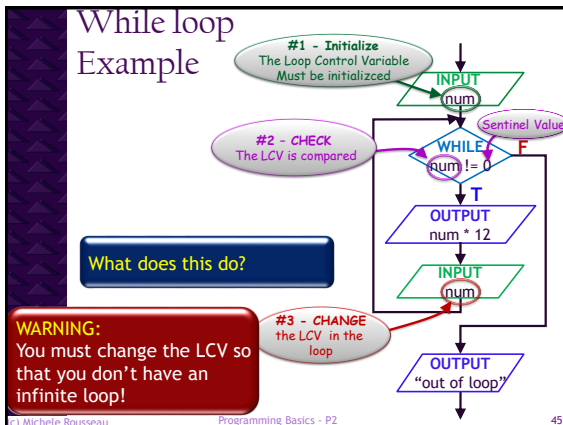 While loop
Example
#1 - Initialize
The Loop Control Variable
Must be initializced
INPUT
num
Sentinel Value
#2 - CHECK
The LCV is compared
WHILE
num != 0
F
T
OUTPUT
num * 12
What does this do?
INPUT
num
WARNING:
You must change the LCV so
that you don't have an
infinite loop!
#3 - CHANGE
the LCV in the
loop
OUTPUT
"out of loop"
(c) Michele Rousseau
Programming Basics - P2
45